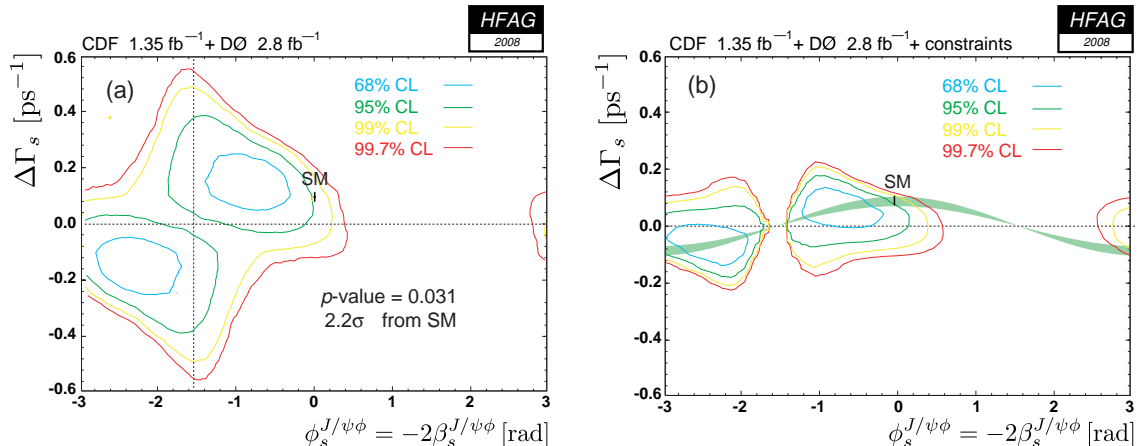 HFAG
2008
CDF 1.35 fb⁻¹ + DØ 2.8 fb⁻¹
(a)
68% CL
95% CL
99% CL
99.7% CL
SM
p-value = 0.031
2.2σ from SM
ΔΓₛ [ps⁻¹]
0.6
0.4
0.2
0.0
-0.2
-0.4
-0.6
-3 -2 -1 0 1 2 3
ϕₛ^{J/ψϕ} = −2βₛ^{J/ψϕ} [rad]
HFAG
2008
CDF 1.35 fb⁻¹ + DØ 2.8 fb⁻¹ + constraints
(b)
68% CL
95% CL
99% CL
99.7% CL
SM
ΔΓₛ [ps⁻¹]
0.6
0.4
0.2
0.0
-0.2
-0.4
-0.6
-3 -2 -1 0 1 2 3
ϕₛ^{J/ψϕ} = −2βₛ^{J/ψϕ} [rad]